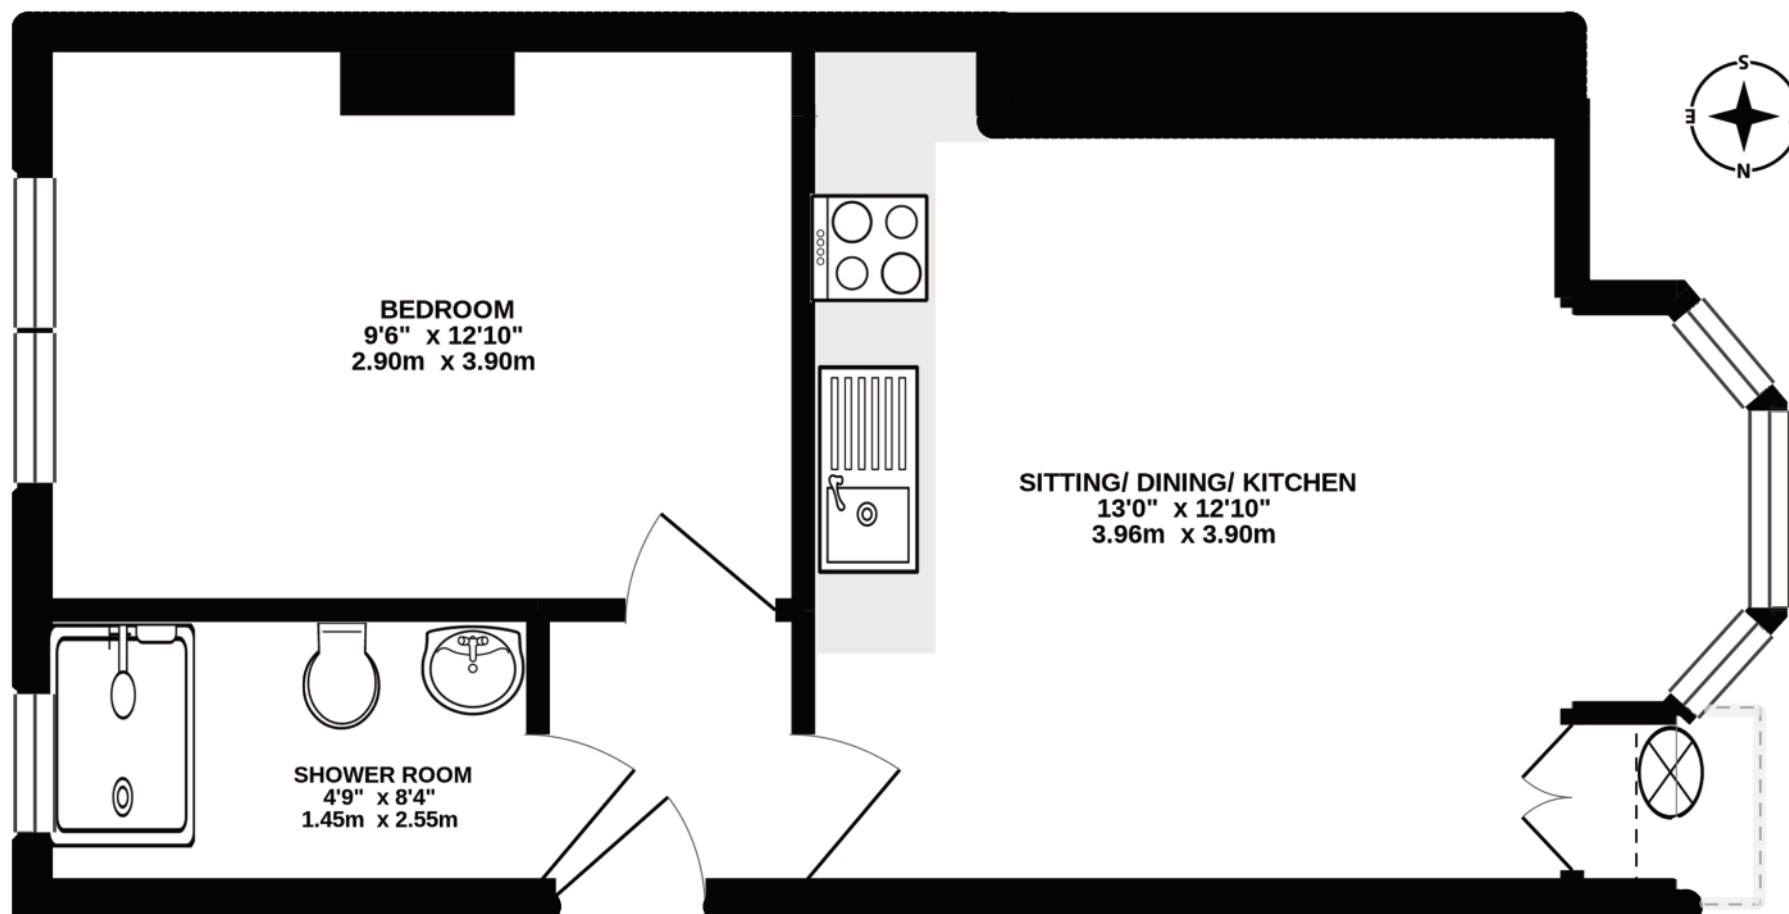 S
E
N
BEDROOM
9'6" x 12'10"
2.90m x 3.90m
SITTING/ DINING/ KITCHEN
13'0" x 12'10"
3.96m x 3.90m
SHOWER ROOM
4'9" x 8'4"
1.45m x 2.55m